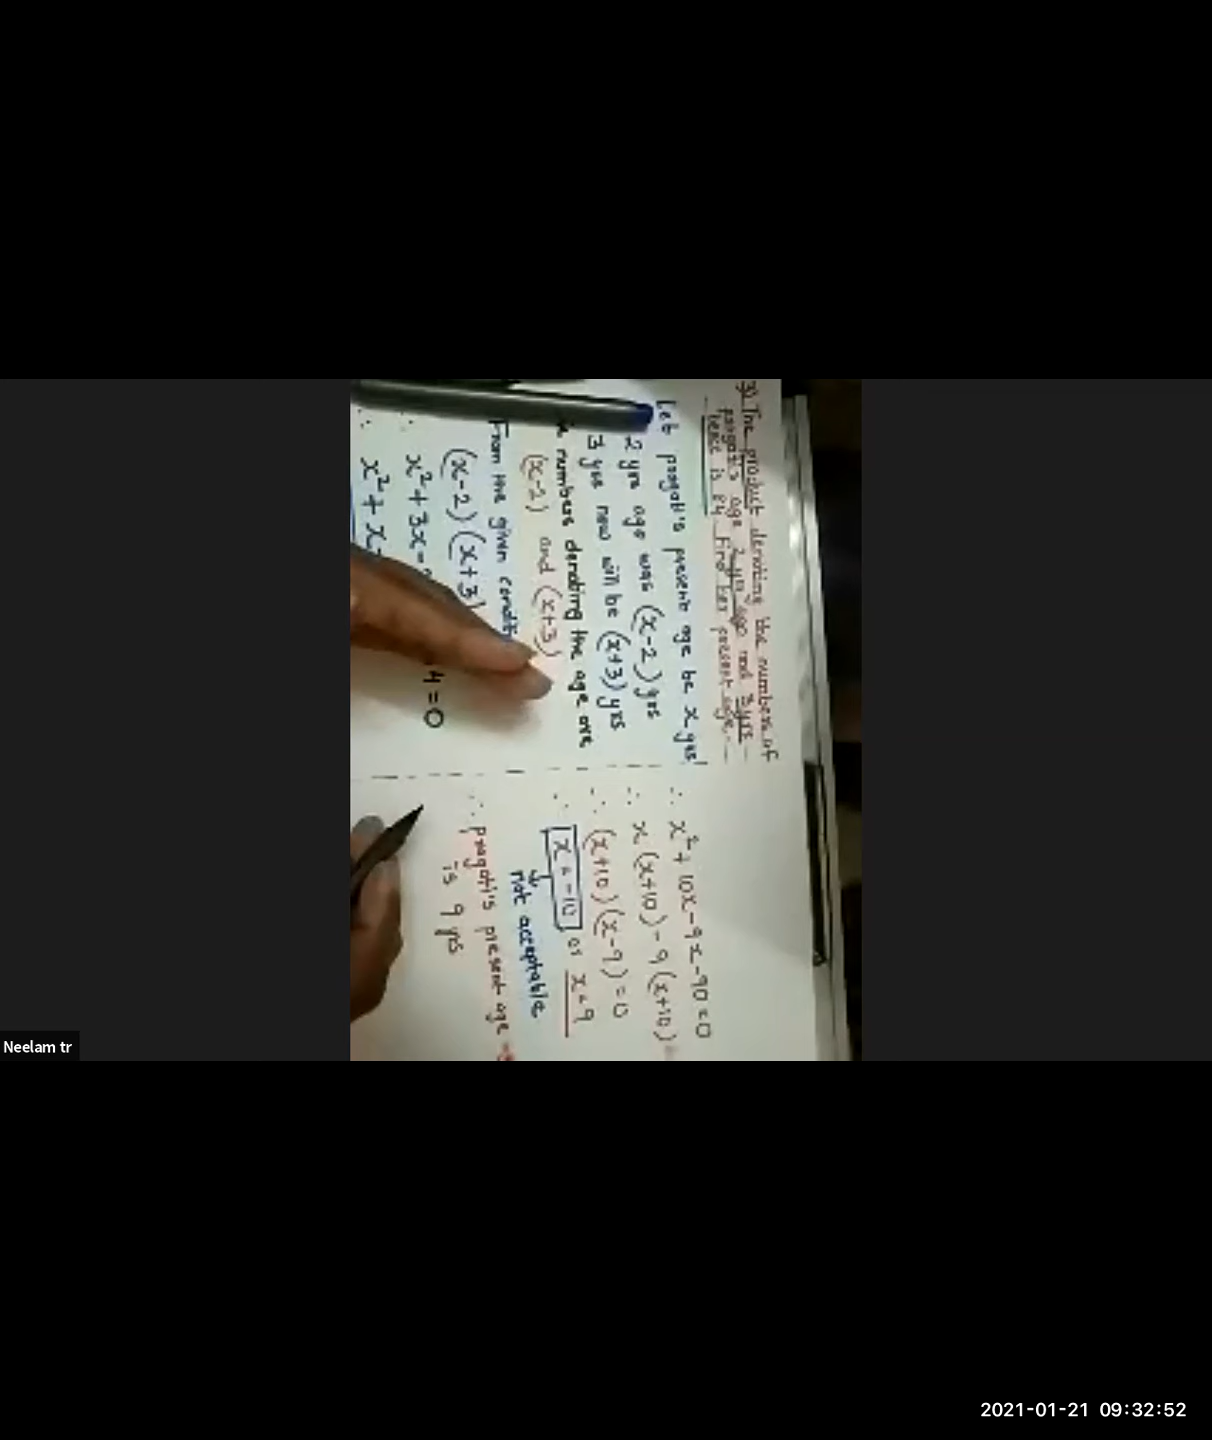 3) The product denoting the numbers of
pragati's age 2 yrs ago and 3 yrs
hence is 84. Find her present age.
Let pragati's present age be x yrs
2 yrs ago was (x-2) yrs
3 yrs now will be (x+3) yrs
numbers denoting the age are
(x-2) and (x+3)
From the given
(x-2)(x+3)
∴ x² + 3x - 4 = 0
∴ x² + x
∴ x² + 10x - 9x - 90 = 0
∴ x(x+10) - 9(x+10) =
∴ (x+10)(x-9) = 0
∴ x = -10 or x = 9
↓
not acceptable
∴ pragati's present age
is 9 yrs
Neelam tr
2021-01-21 09:32:52